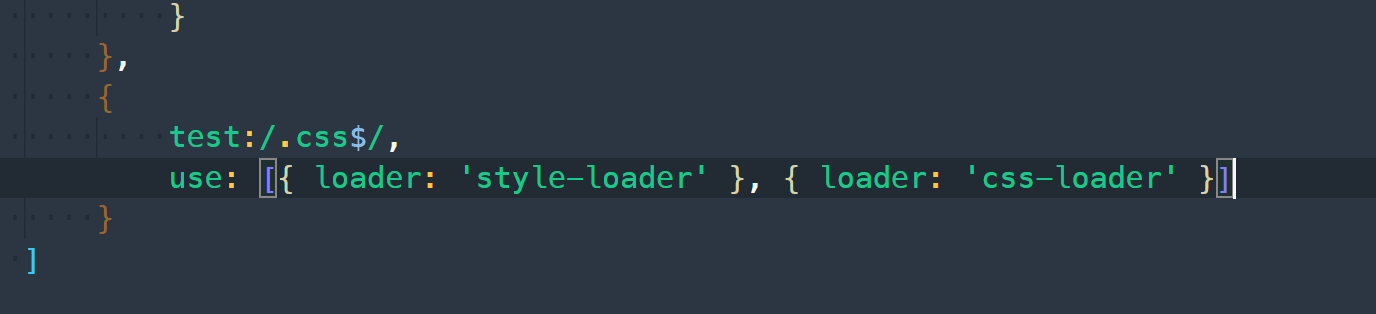 }
},
{
test:/.css$/,
use: [{ loader: 'style-loader' }, { loader: 'css-loader' }]
}
]